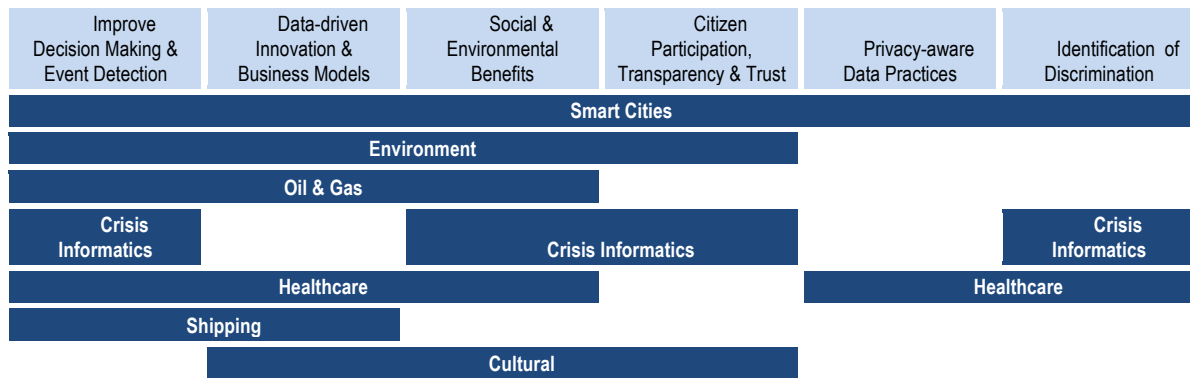 Improve
Decision Making &
Event Detection
Data-driven
Innovation &
Business Models
Social &
Environmental
Benefits
Citizen
Participation,
Transparency & Trust
Privacy-aware
Data Practices
Identification of
Discrimination
Smart Cities
Environment
Oil & Gas
Crisis
Informatics
Crisis Informatics
Crisis
Informatics
Healthcare
Healthcare
Shipping
Cultural